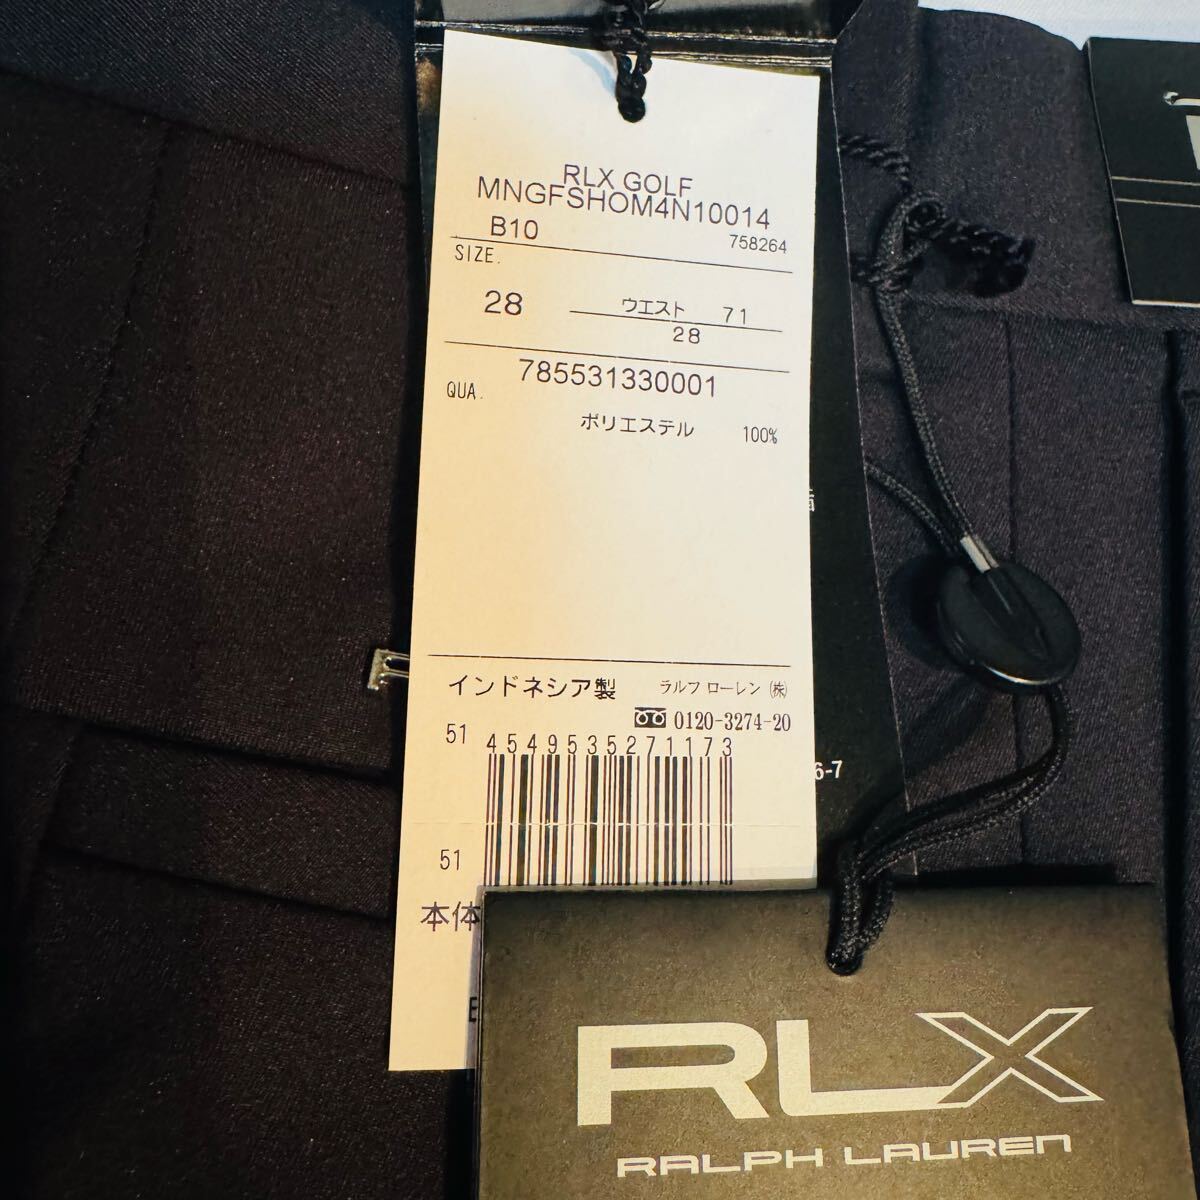 RLX GOLF
MNGFSHOM4N10014
B10
758264
SIZE.
28
ウエスト 71
28
785531330001
QUA.
ポリエステル 100%
インドネシア製
ラルフ ローレン ㈱
0120-3274-20
51
4549535271173
51
本体
6-7
RLX
RALPH LAUREN